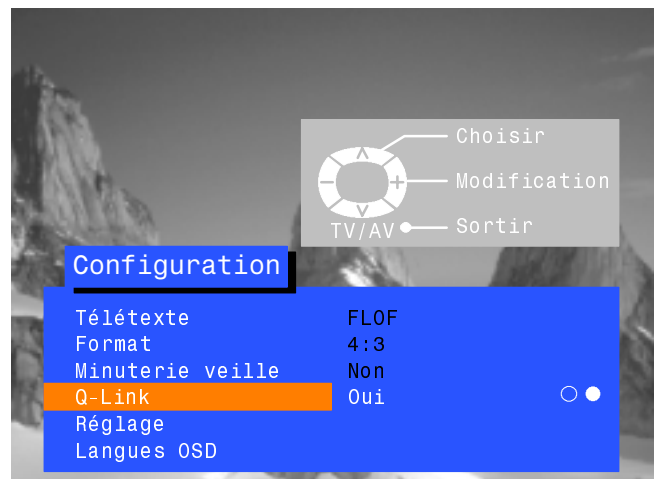 Choisir
Modification
TV/AV Sortir
Configuration
Télétexte FLOF
Format 4:3
Minuterie veille Non
Q-Link Oui
Réglage
Langues OSD